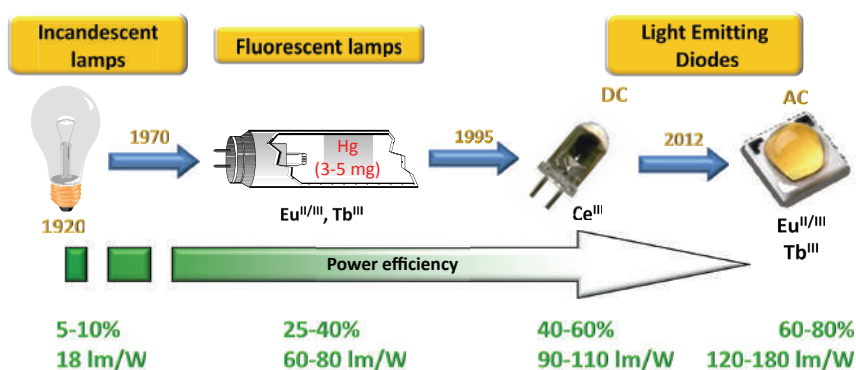 Incandescent
lamps
Fluorescent lamps
Light Emitting
Diodes
DC
AC
1970
1995
2012
Hg
(3-5 mg)
1920
Eu^II/III, Tb^III
Ce^III
Eu^II/III
Tb^III
Power efficiency
5-10%
25-40%
40-60%
60-80%
18 lm/W
60-80 lm/W
90-110 lm/W
120-180 lm/W